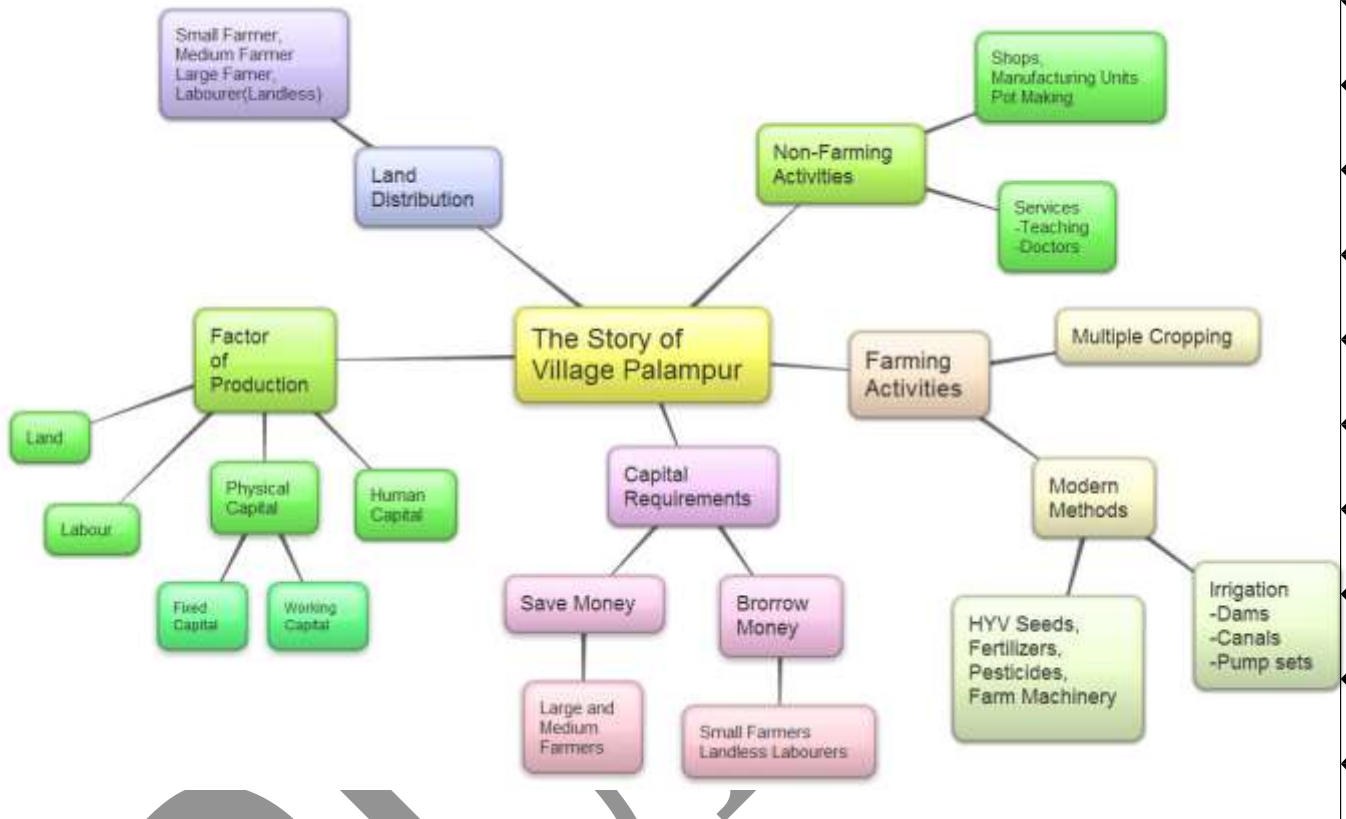 Small Farmer,
Medium Farmer
Large Famer,
Labourer(Landless)
Land
Distribution
Shops,
Manufacturing Units
Pot Making
Non-Farming
Activities
Services
-Teaching
-Doctors
The Story of
Village Palampur
Factor
of
Production
Land
Labour
Physical
Capital
Human
Capital
Fixed
Capital
Working
Capital
Capital
Requirements
Save Money
Brorrow
Money
Large and
Medium
Farmers
Small Farmers
Landless Labourers
Farming
Activities
Multiple Cropping
Modern
Methods
HYV Seeds,
Fertilizers,
Pesticides,
Farm Machinery
Irrigation
-Dams
-Canals
-Pump sets